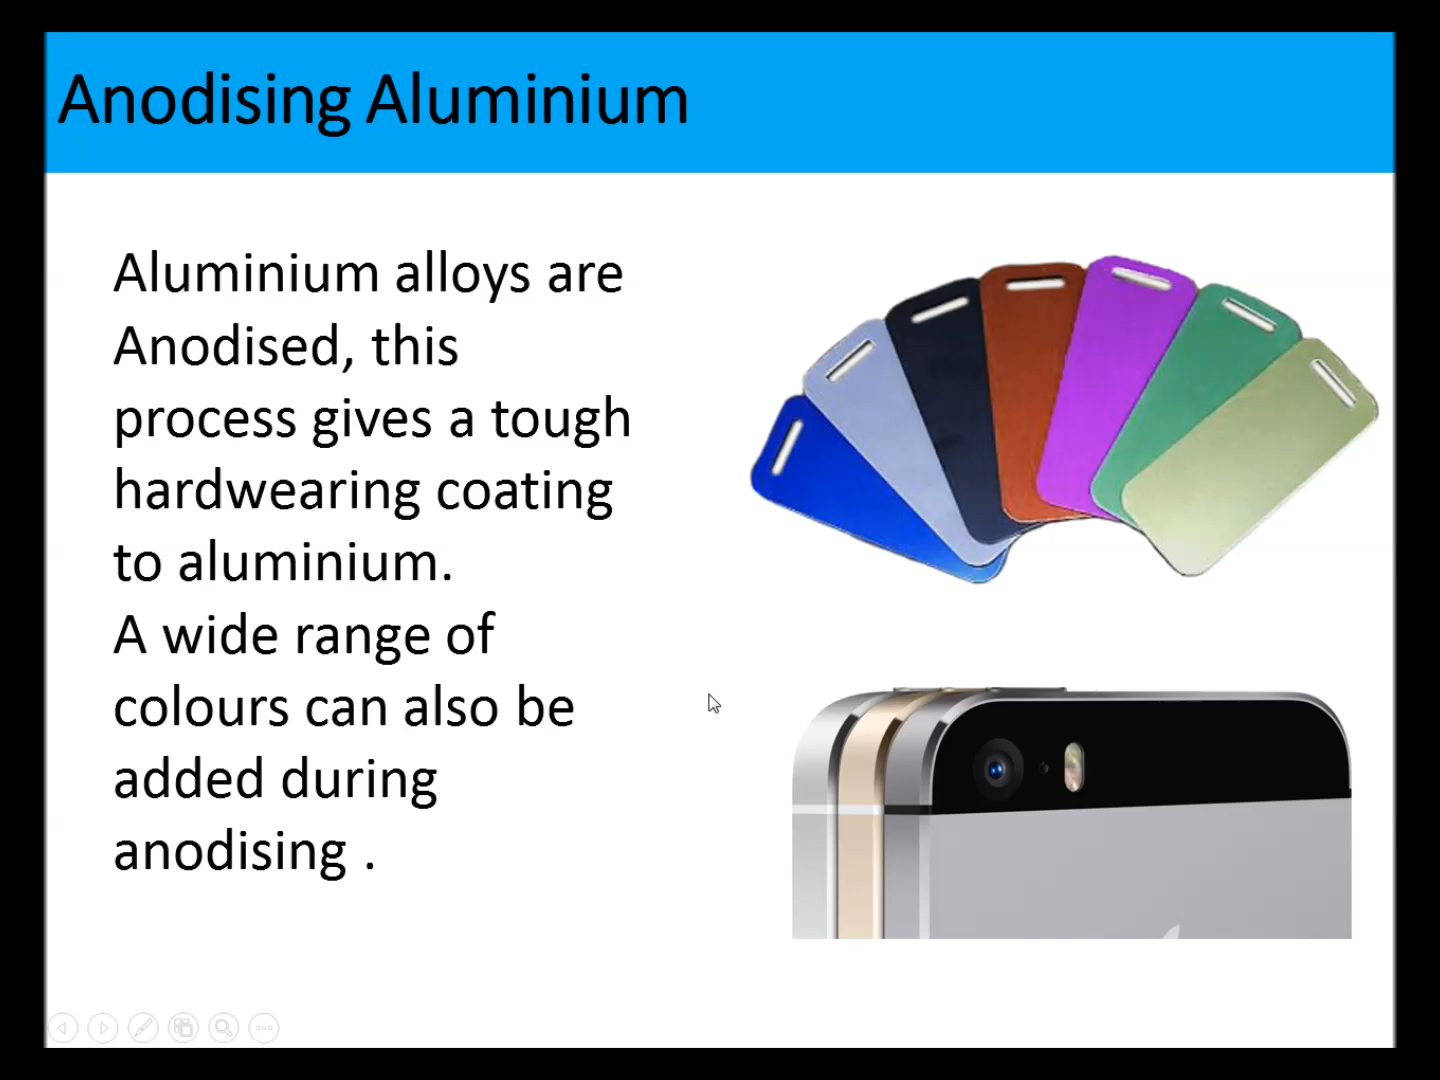 Anodising Aluminium
Aluminium alloys are
Anodised, this
process gives a tough
hardwearing coating
to aluminium.
A wide range of
colours can also be
added during
anodising .